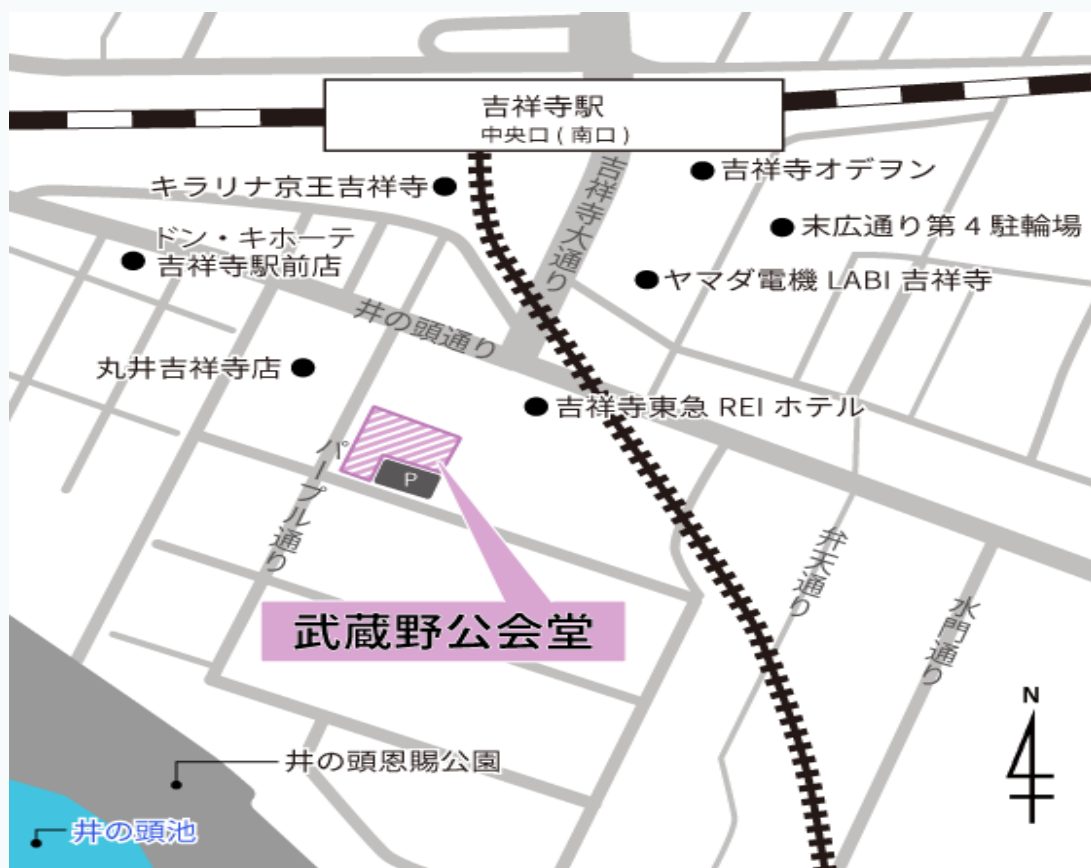 吉祥寺駅
中央口(南口)
キラリナ京王吉祥寺
吉祥寺オデヲン
吉祥寺大通り
末広通り第4駐輪場
ドン・キホーテ
吉祥寺駅前店
ヤマダ電機 LABI 吉祥寺
井の頭通り
丸井吉祥寺店
吉祥寺東急 REI ホテル
パープル通り
P
弁天通り
水門通り
武蔵野公会堂
N
井の頭恩賜公園
井の頭池